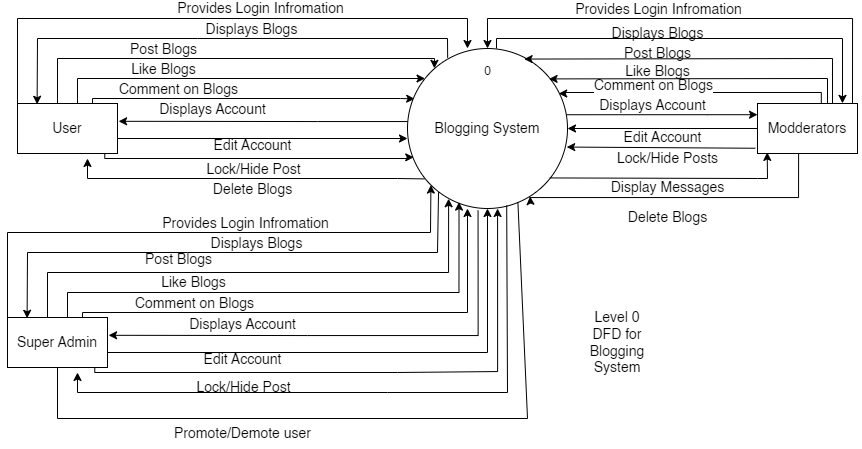 Provides Login Infromation
Displays Blogs
Post Blogs
Like Blogs
Comment on Blogs
Displays Account
User
Edit Account
Lock/Hide Post
Delete Blogs
0
Blogging System
Provides Login Infromation
Displays Blogs
Post Blogs
Like Blogs
Comment on Blogs
Displays Account
Modderators
Edit Account
Lock/Hide Posts
Display Messages
Delete Blogs
Provides Login Infromation
Displays Blogs
Post Blogs
Like Blogs
Comment on Blogs
Displays Account
Super Admin
Edit Account
Lock/Hide Post
Promote/Demote user
Level 0
DFD for
Blogging
System